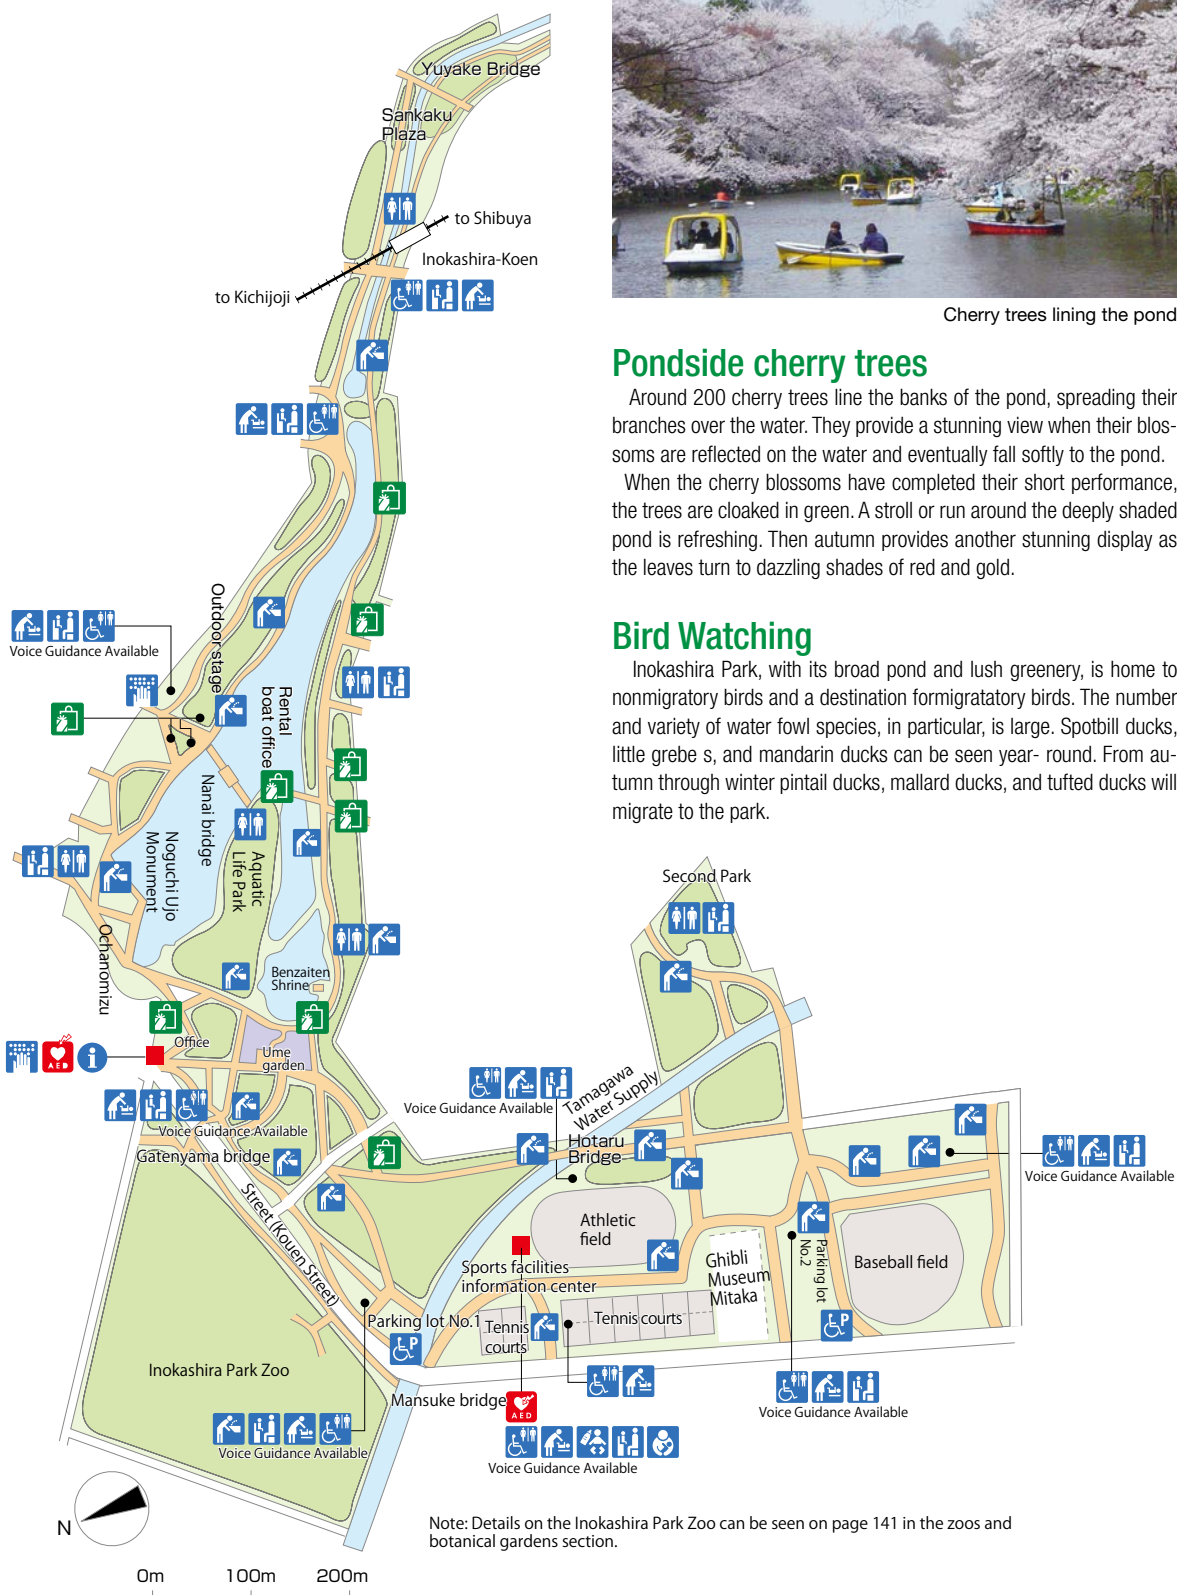 Yuyake Bridge
Sankaku
Plaza
to Shibuya
Inokashira-Koen
to Kichijoji
Cherry trees lining the pond
Pondside cherry trees
Around 200 cherry trees line the banks of the pond, spreading their
branches over the water. They provide a stunning view when their blos-
soms are reflected on the water and eventually fall softly to the pond.
When the cherry blossoms have completed their short performance,
the trees are cloaked in green. A stroll or run around the deeply shaded
pond is refreshing. Then autumn provides another stunning display as
the leaves turn to dazzling shades of red and gold.
Bird Watching
Inokashira Park, with its broad pond and lush greenery, is home to
nonmigratory birds and a destination formigratatory birds. The number
and variety of water fowl species, in particular, is large. Spotbill ducks,
little grebe s, and mandarin ducks can be seen year- round. From au-
tumn through winter pintail ducks, mallard ducks, and tufted ducks will
migrate to the park.
Outdoor stage
Voice Guidance Available
Rental
boat office
Nanai bridge
Noguchi Ujo
Monument
Aquatic
Life Park
Ochanomizu
Benzaiten
Shrine
Office
AED
i
Ume
garden
Voice Guidance Available
Gatenyama bridge
Street (Kouen Street)
Second Park
Tamagawa
Water Supply
Voice Guidance Available
Hotaru
Bridge
Voice Guidance Available
Athletic
field
Sports facilities
information center
Ghibli
Museum
Mitaka
Parking lot
No.2
Baseball field
P
Parking lot No.1
P
Tennis
courts
Tennis courts
Inokashira Park Zoo
Mansuke bridge
AED
Voice Guidance Available
Voice Guidance Available
Voice Guidance Available
N
Note: Details on the Inokashira Park Zoo can be seen on page 141 in the zoos and
botanical gardens section.
0m 100m 200m